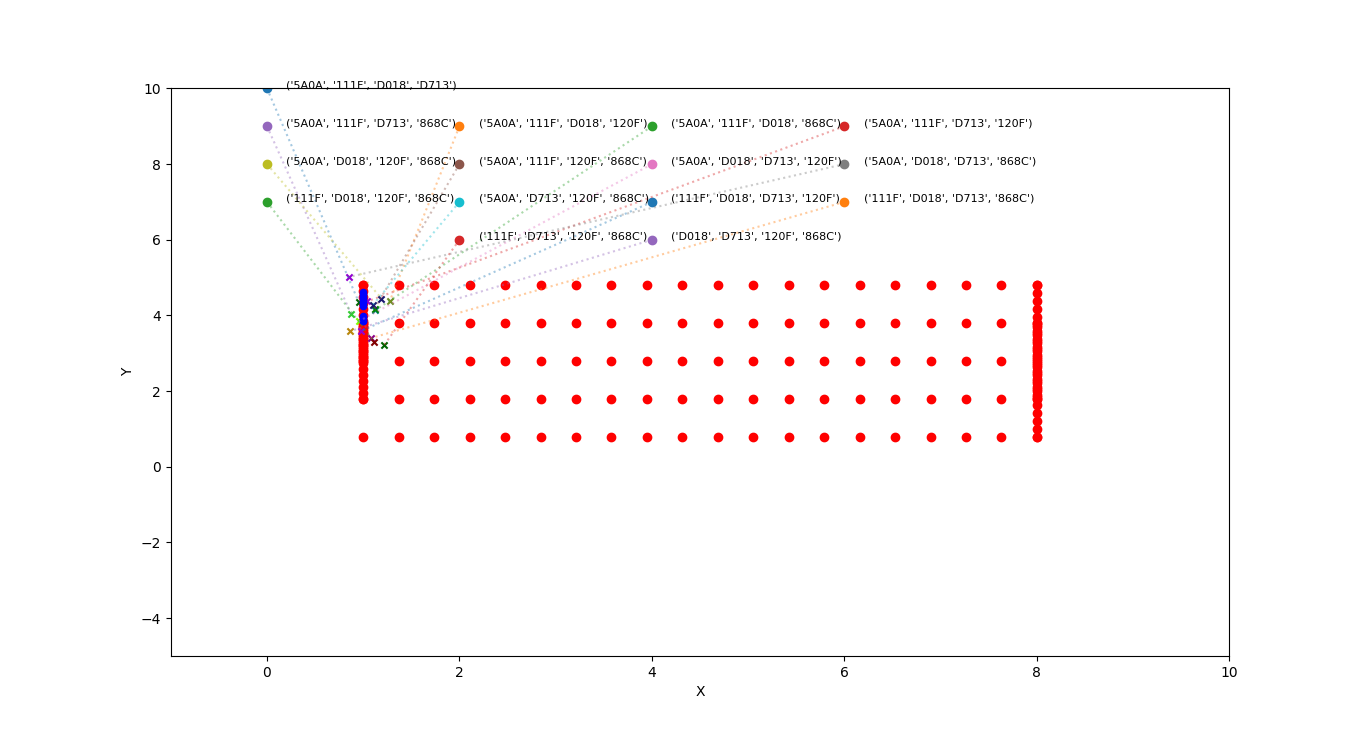 ('5A0A', '111F', 'D018', 'D713')
('5A0A', '111F', 'D713', '868C') ('5A0A', '111F', 'D018', '120F') ('5A0A', '111F', 'D018', '868C') ('5A0A', '111F', 'D713', '120F')
('5A0A', 'D018', '120F', '868C') ('5A0A', '111F', '120F', '868C') ('5A0A', 'D018', 'D713', '120F') ('5A0A', 'D018', 'D713', '868C')
('111F', 'D018', '120F', '868C') ('5A0A', 'D713', '120F', '868C') ('111F', 'D018', 'D713', '120F') ('111F', 'D018', 'D713', '868C')
('111F', 'D713', '120F', '868C') ('D018', 'D713', '120F', '868C')
10
8
6
4
2
0
−2
−4
Y
0 2 4 6 8 10
X